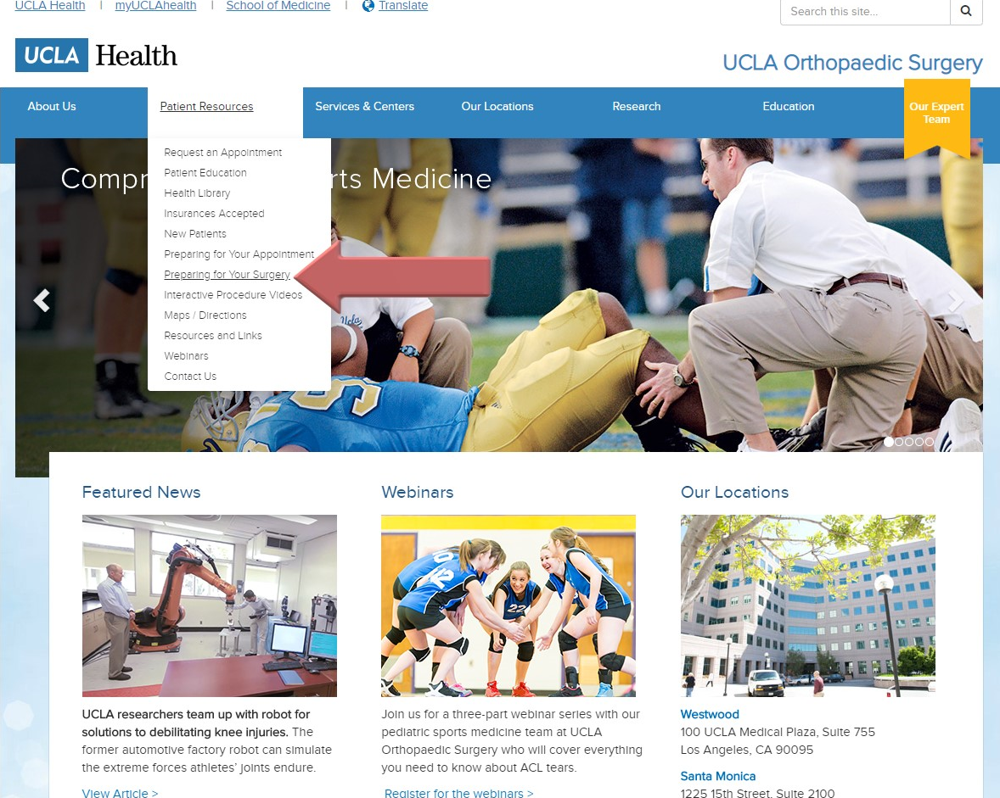 UCLA Health | myUCLAhealth | School of Medicine | Translate
Search this site...
UCLA Health
UCLA Orthopaedic Surgery
About Us
Patient Resources
Services & Centers
Our Locations
Research
Education
Our Expert
Team
Request an Appointment
Patient Education
Health Library
Insurances Accepted
New Patients
Preparing for Your Appointment
Preparing for Your Surgery
Interactive Procedure Videos
Maps / Directions
Resources and Links
Webinars
Contact Us
Compr rts Medicine
Ucla
Featured News
UCLA researchers team up with robot for
solutions to debilitating knee injuries. The
former automotive factory robot can simulate
the extreme forces athletes' joints endure.
View Article >
Webinars
22
Join us for a three-part webinar series with our
pediatric sports medicine team at UCLA
Orthopaedic Surgery who will cover everything
you need to know about ACL tears.
Register for the webinars >
Our Locations
Westwood
100 UCLA Medical Plaza, Suite 755
Los Angeles, CA 90095
Santa Monica
1225 15th Street, Suite 2100